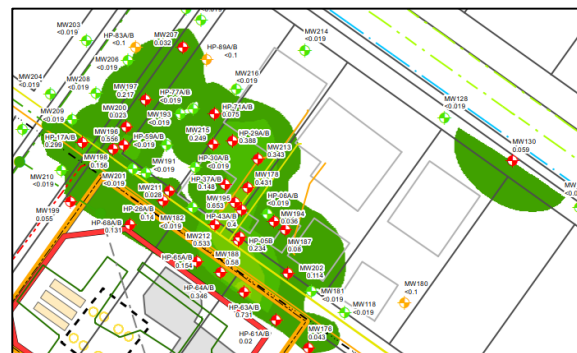 MW203
<0.019
HP-83A/B
<0.1
MW207
0.032
HP-89A/B
<0.1
MW214
<0.019
MW206
<0.019
MW204
<0.019
MW208
<0.019
MW197
0.217
HP-77A/B
<0.019
MW216
<0.019
MW128
<0.019
MW209
<0.019
MW200
0.023
MW193
<0.019
HP-71A/B
0.075
HP-17A/B
0.299
MW196
0.556
HP-59A/B
<0.019
MW215
0.249
HP-29A/B
0.388
MW213
0.343
MW130
0.059
MW198
0.156
MW191
<0.019
HP-30A/B
<0.019
MW210
<0.019
MW201
<0.019
MW211
0.028
HP-37A/B
0.148
MW178
0.431
MW199
0.055
HP-26A/B
0.14
MW195
0.653
HP-06A/B
<0.019
HP-68A/B
0.131
MW182
<0.019
HP-43A/B
0.4
MW194
0.036
MW212
0.533
HP-05B
0.234
MW187
0.08
HP-65A/B
0.154
MW188
0.58
MW202
0.114
HP-64A/B
0.346
MW181
<0.019
MW180
<0.1
HP-63A/B
0.731
MW118
<0.019
HP-61A/B
0.02
MW176
0.043